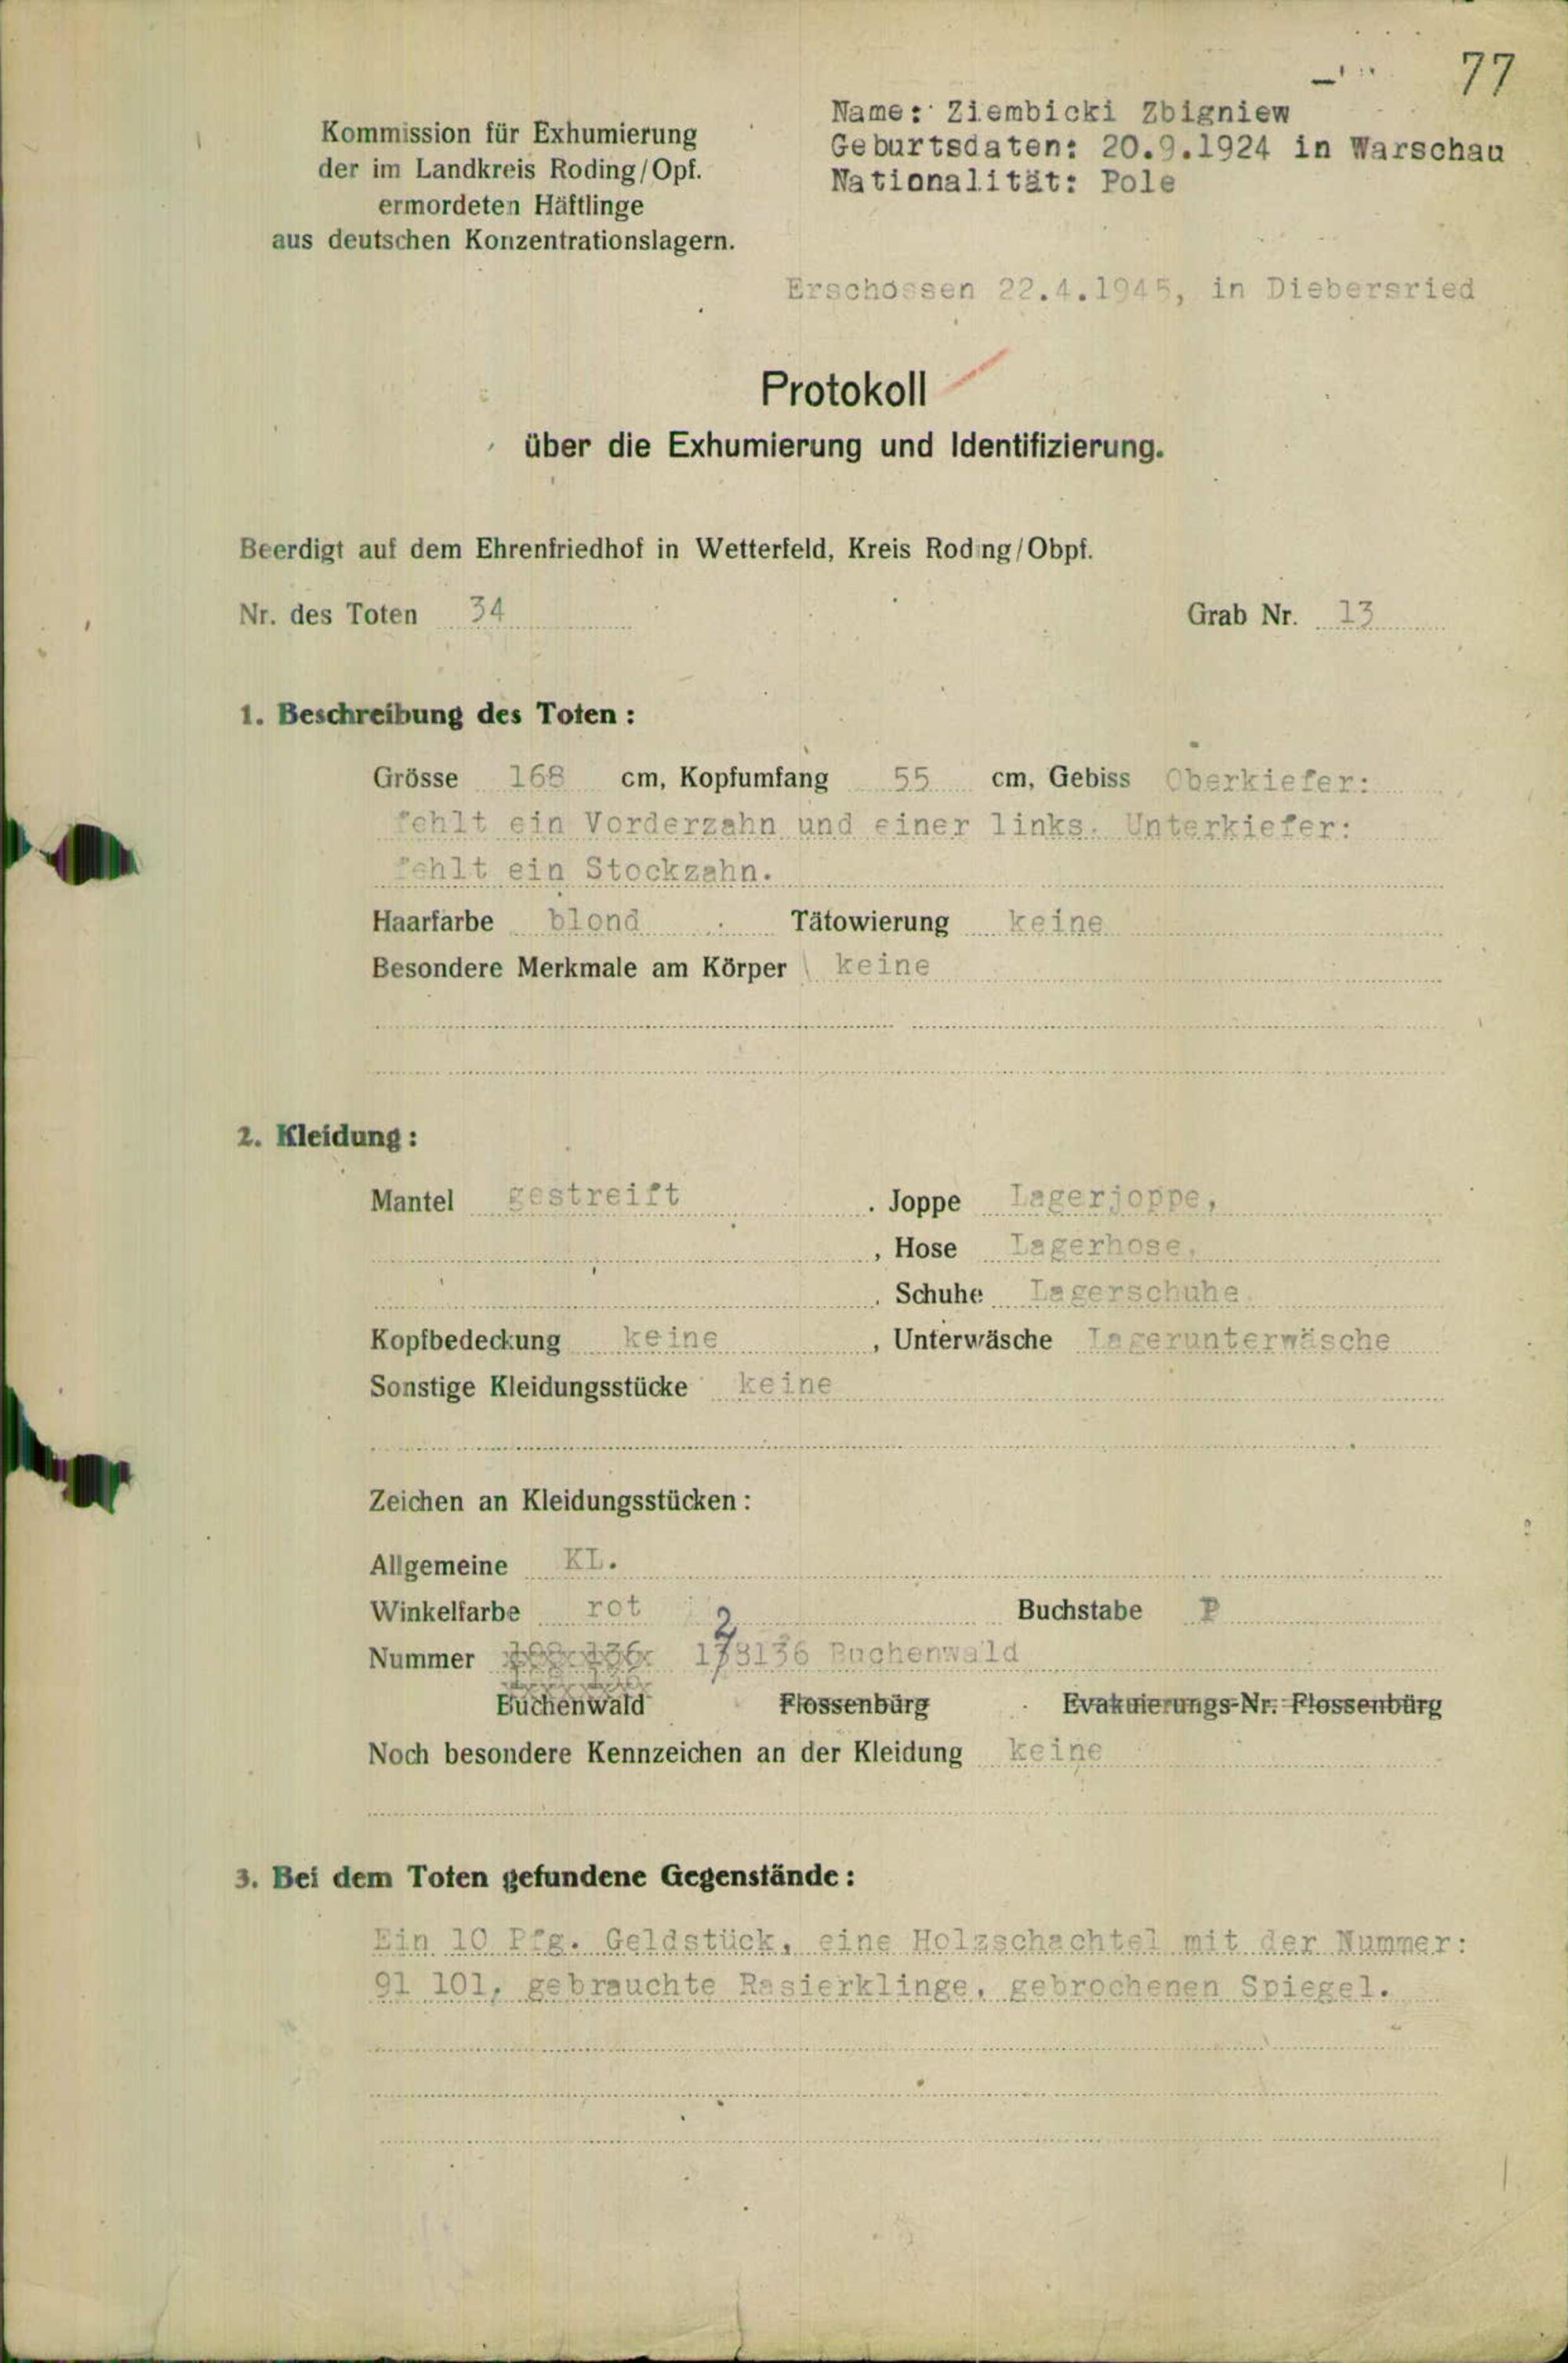 77
Kommission für Exhumierung
der im Landkreis Roding/Opf.
ermordeten Häftlinge
aus deutschen Konzentrationslagern.
Name: Ziembicki Zbigniew
Geburtsdaten: 20.9.1924 in Warschau
Nationalität: Pole
Erschossen 22.4.1945, in Diebersried
Protokoll
über die Exhumierung und Identifizierung.
Beerdigt auf dem Ehrenfriedhof in Wetterfeld, Kreis Roding/Obpf.
Nr. des Toten 34 Grab Nr. 13
1. Beschreibung des Toten:
Grösse 168 cm, Kopfumfang 55 cm, Gebiss Oberkiefer:
fehlt ein Vorderzahn und einer links. Unterkiefer:
fehlt ein Stockzahn.
Haarfarbe blond Tätowierung keine
Besondere Merkmale am Körper keine
2. Kleidung:
Mantel gestreift. Joppe Lagerjoppe,
, Hose Lagerhose,
. Schuhe Lagerschuhe
Kopfbedeckung keine, Unterwäsche Lagerunterwäsche
Sonstige Kleidungsstücke keine
Zeichen an Kleidungsstücken:
Allgemeine KL.
Winkelfarbe rot Buchstabe P
Nummer 3136 Buchenwald
Buchenwald Flossenbürg Evakuierungs-Nr. Flossenbürg
Noch besondere Kennzeichen an der Kleidung keine
3. Bei dem Toten gefundene Gegenstände:
Ein 10 Pfg. Geldstück, eine Holzschachtel mit der Nummer:
91 101, gebrauchte Rasierklinge, gebrochenen Spiegel.